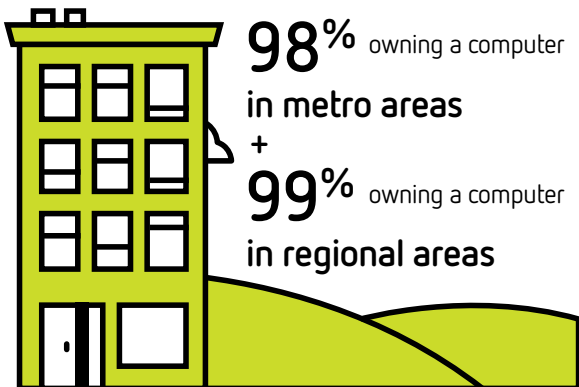 98% owning a computer
in metro areas
+
99% owning a computer
in regional areas